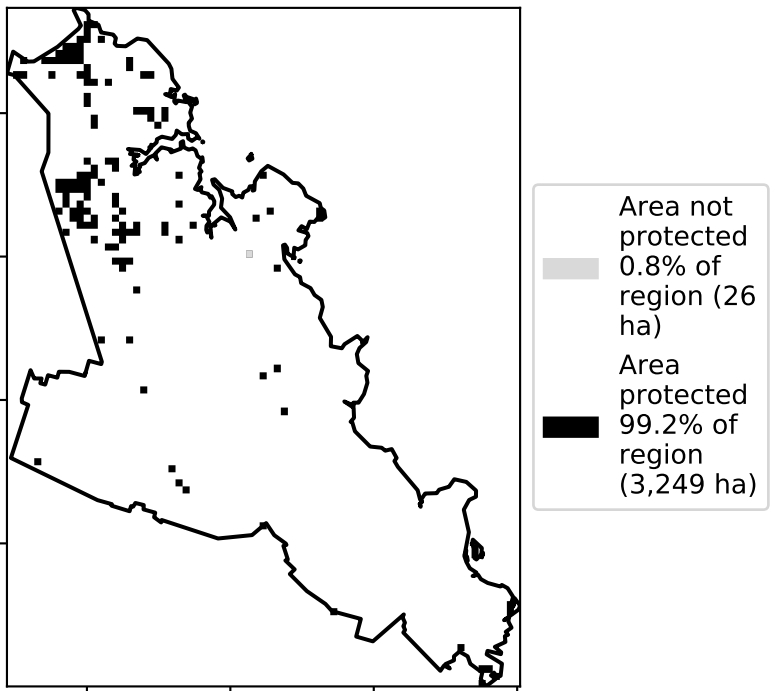 Area not
protected
0.8% of
region (26
ha)
Area
protected
99.2% of
region
(3,249 ha)